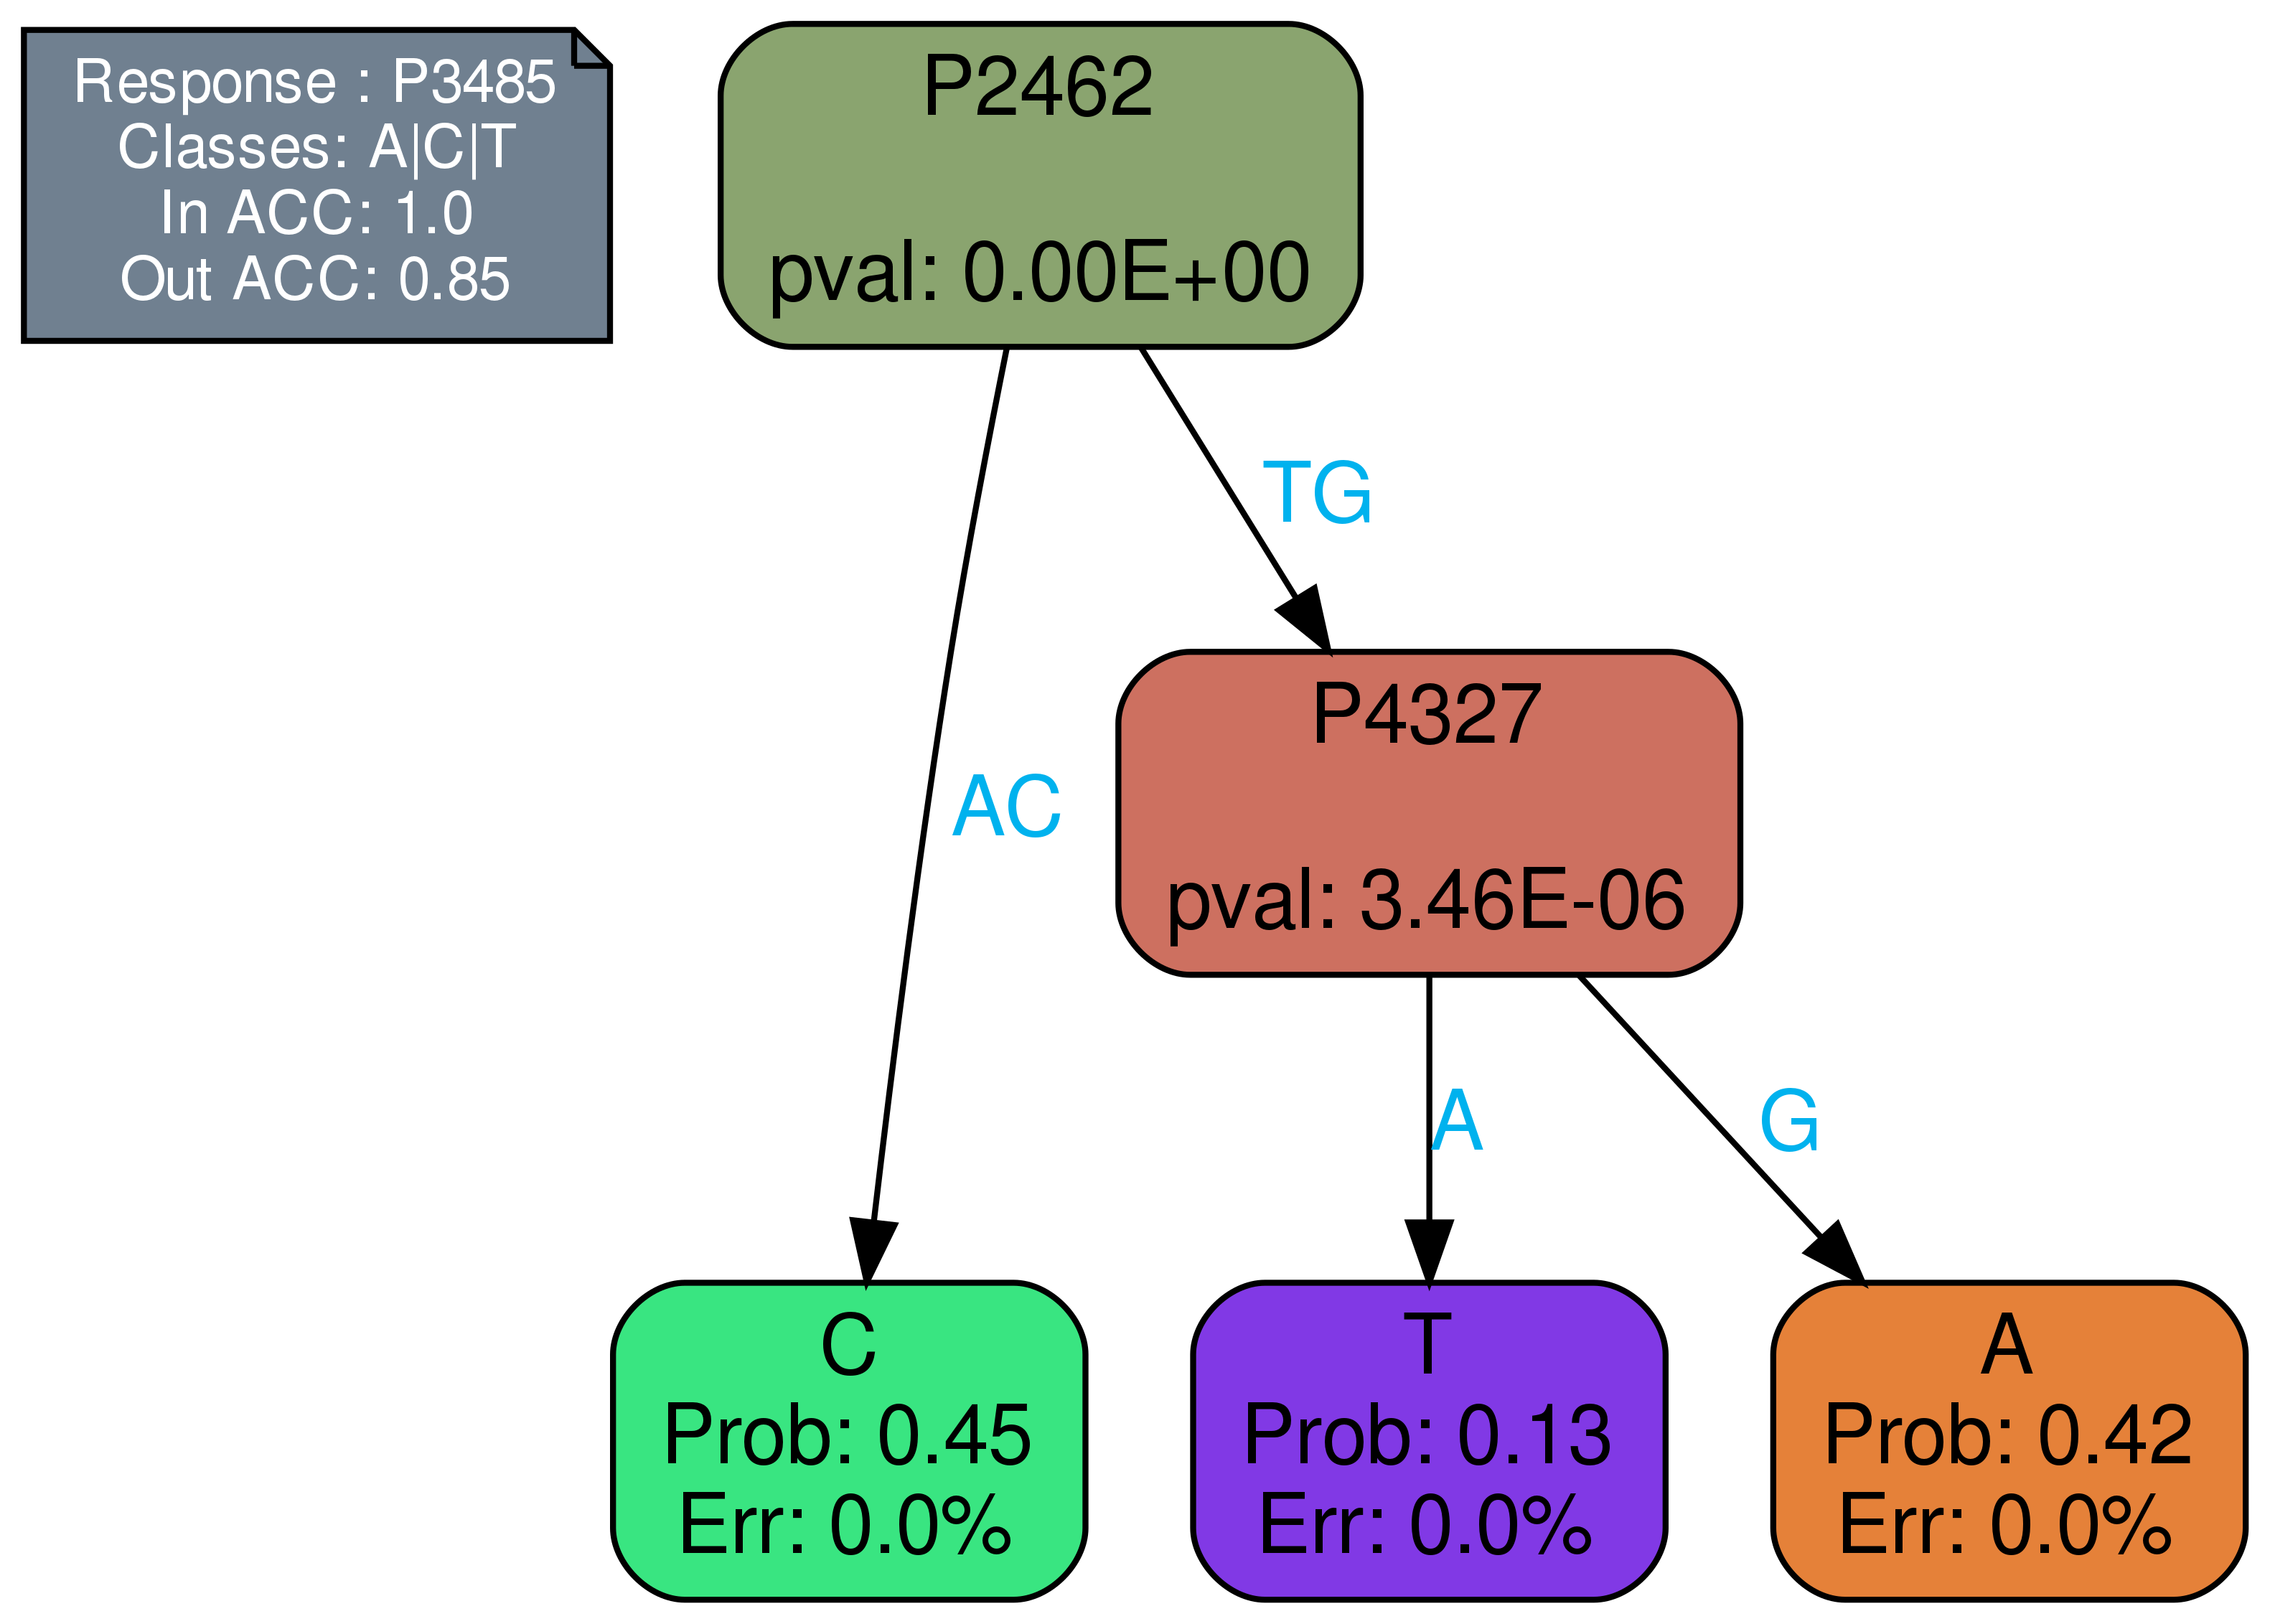 Response : P3485
Classes: A|C|T
In ACC: 1.0
Out ACC: 0.85
P2462
pval: 0.00E+00
TG
P4327
pval: 3.46E-06
AC
A
G
C
Prob: 0.45
Err: 0.0%
T
Prob: 0.13
Err: 0.0%
A
Prob: 0.42
Err: 0.0%